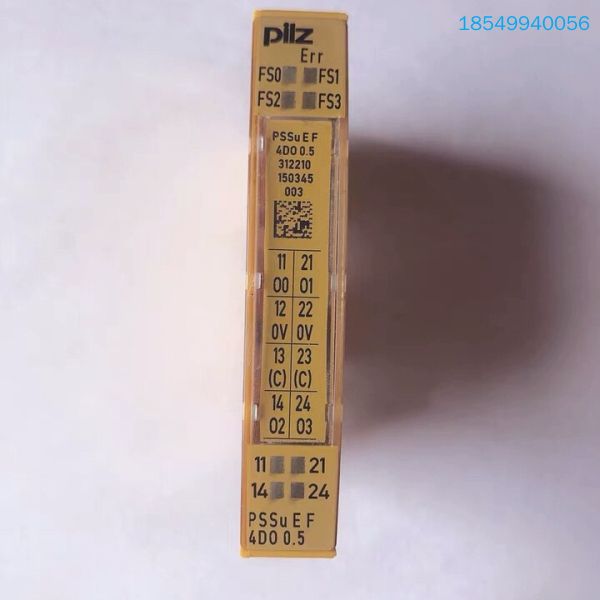 18549940056
pilz
Err
FS0 FS1
FS2 FS3
PSSu E F
4DO 0.5
312210
150345
003
11 21
O0 O1
12 22
0V 0V
13 23
(C) (C)
14 24
O2 O3
11 21
14 24
PSSu E F
4DO 0.5